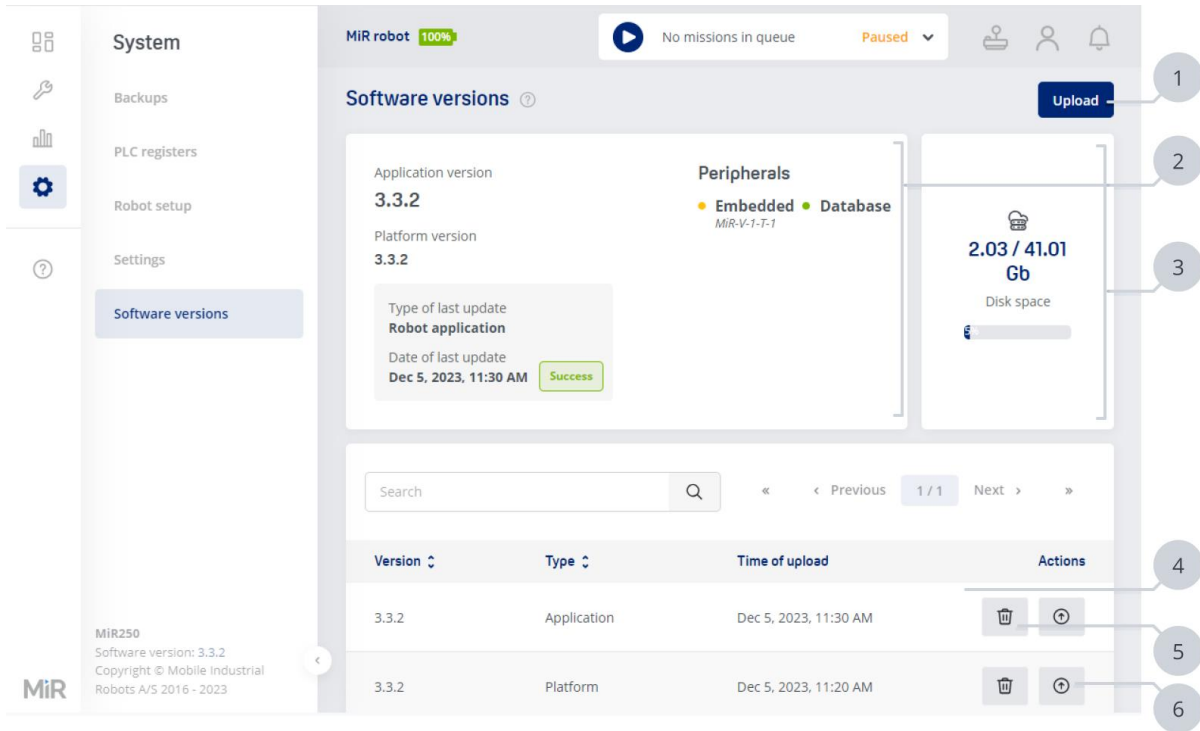 System
Backups
PLC registers
Robot setup
Settings
Software versions
MiR250
Software version: 3.3.2
Copyright © Mobile Industrial
Robots A/S 2016 - 2023
MiR
MiR robot 100% No missions in queue Paused
Software versions Upload
Application version
3.3.2
Platform version
3.3.2
Type of last update
Robot application
Date of last update
Dec 5, 2023, 11:30 AM Success
Peripherals
Embedded Database
MiR-V-1-T-1
2.03 / 41.01
Gb
Disk space
Search « ‹ Previous 1 / 1 Next › »
Version Type Time of upload Actions
3.3.2 Application Dec 5, 2023, 11:30 AM
3.3.2 Platform Dec 5, 2023, 11:20 AM
1
2
3
4
5
6